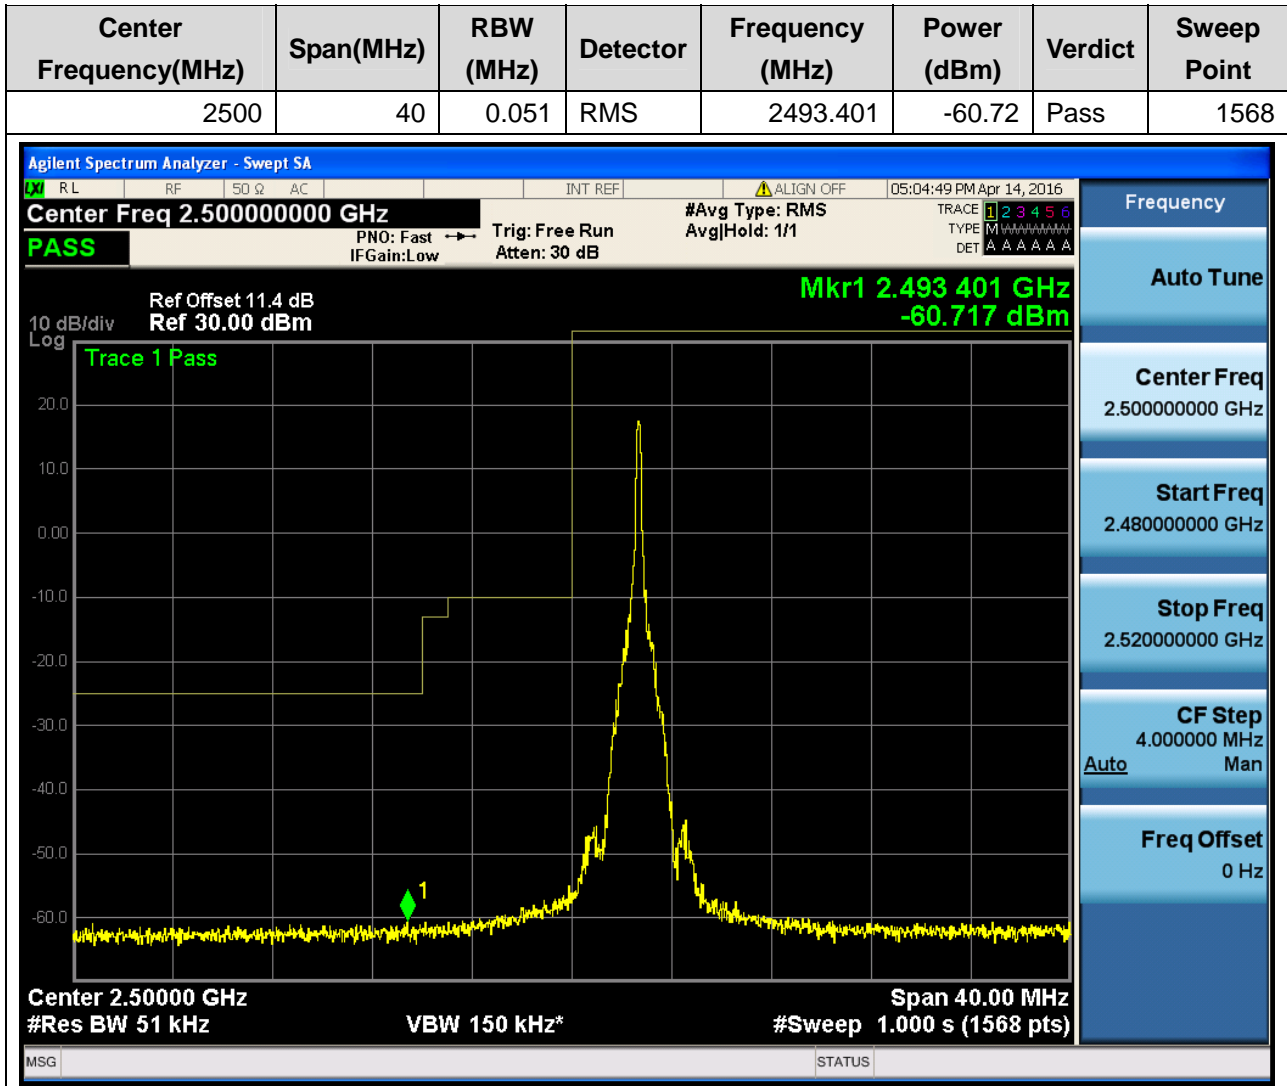 Center Frequency(MHz) Span(MHz) RBW (MHz) Detector Frequency (MHz) Power (dBm) Verdict Sweep Point
2500 40 0.051 RMS 2493.401 -60.72 Pass 1568
Agilent Spectrum Analyzer - Swept SA
LXI RL RF 50 Ω AC INT REF ALIGN OFF 05:04:49 PM Apr 14, 2016
Center Freq 2.500000000 GHz
PASS
PNO: Fast
IFGain:Low
Trig: Free Run
Atten: 30 dB
#Avg Type: RMS
Avg|Hold: 1/1
TRACE 1 2 3 4 5 6
TYPE M WWWWW
DET A A A A A A
Mkr1 2.493 401 GHz
-60.717 dBm
Ref Offset 11.4 dB
10 dB/div Ref 30.00 dBm
Log
Trace 1 Pass
20.0
10.0
0.00
-10.0
-20.0
-30.0
-40.0
-50.0
-60.0
1
Center 2.50000 GHz Span 40.00 MHz
#Res BW 51 kHz VBW 150 kHz* #Sweep 1.000 s (1568 pts)
MSG STATUS
Frequency
Auto Tune
Center Freq
2.500000000 GHz
Start Freq
2.480000000 GHz
Stop Freq
2.520000000 GHz
CF Step
4.000000 MHz
Auto Man
Freq Offset
0 Hz